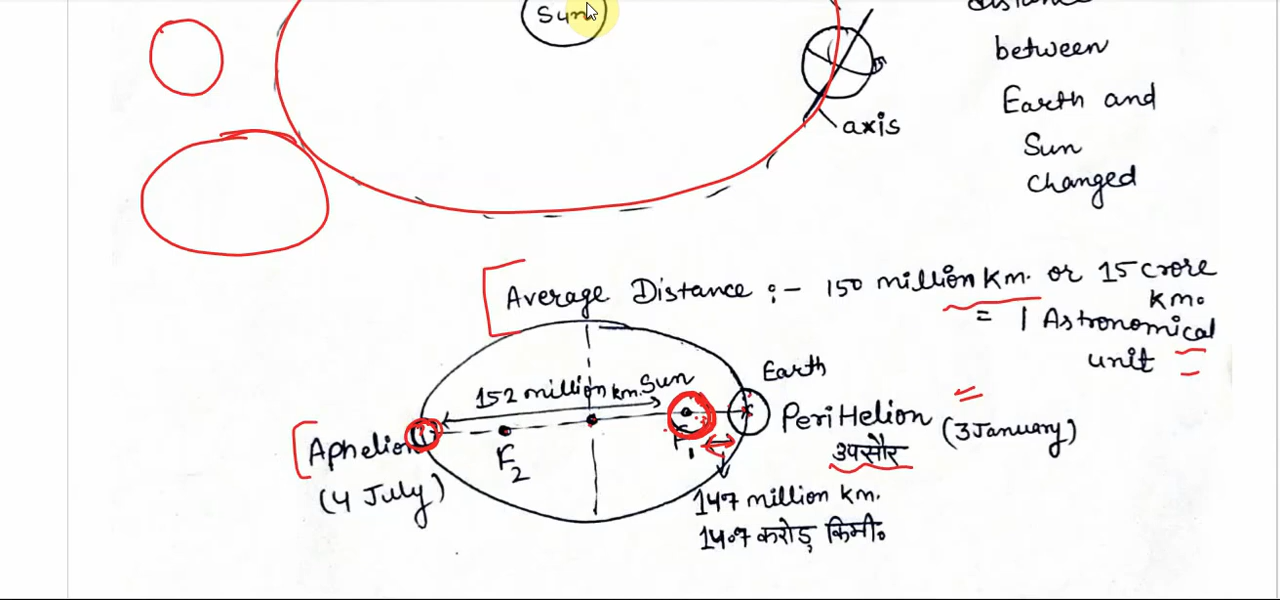 Sun
distance
between
Earth and
Sun
changed
axis
Average Distance :- 150 million km. or 15 crore
km.
= 1 Astronomical
unit
Earth
152 million km. Sun
PeriHelion (3 January)
उपसौर
Aphelion
(4 July)
F2
F1
147 million km.
14.7 करोड़ किमी.